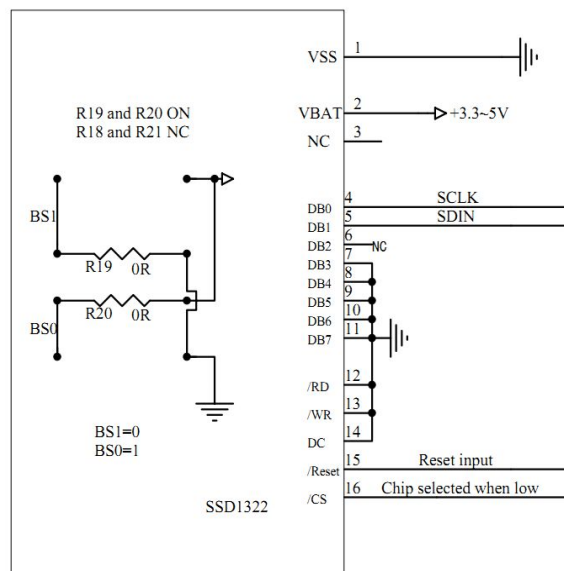 VSS 1
R19 and R20 ON
R18 and R21 NC
VBAT 2 +3.3~5V
NC 3
BS1
R19 0R
R20 0R
BS0
BS1=0
BS0=1
DB0 4 SCLK
DB1 5 SDIN
DB2 6 NC
DB3 7
DB4 8
DB5 9
DB6 10
DB7 11
/RD 12
/WR 13
DC 14
/Reset 15 Reset input
/CS 16 Chip selected when low
SSD1322